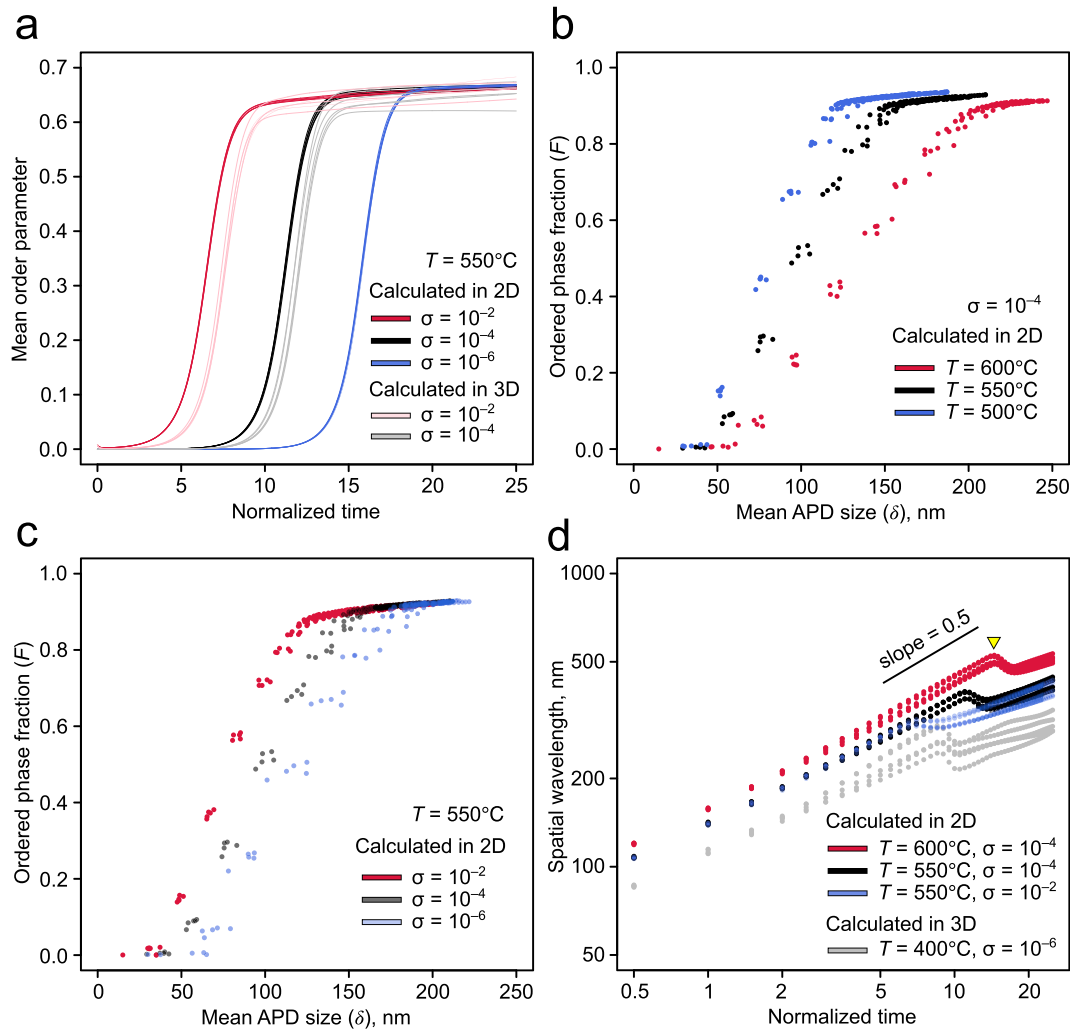 a
0.7
0.6
0.5
0.4
0.3
0.2
0.1
0.0
Mean order parameter
0
5
10
15
20
25
Normalized time
T = 550°C
Calculated in 2D
σ = 10⁻²
σ = 10⁻⁴
σ = 10⁻⁶
Calculated in 3D
σ = 10⁻²
σ = 10⁻⁴
b
1.0
0.8
0.6
0.4
0.2
0.0
Ordered phase fraction (F)
0
50
100
150
200
250
Mean APD size (δ), nm
σ = 10⁻⁴
Calculated in 2D
T = 600°C
T = 550°C
T = 500°C
c
1.0
0.8
0.6
0.4
0.2
0.0
Ordered phase fraction (F)
0
50
100
150
200
250
Mean APD size (δ), nm
T = 550°C
Calculated in 2D
σ = 10⁻²
σ = 10⁻⁴
σ = 10⁻⁶
d
1000
500
200
100
50
Spatial wavelength, nm
0.5
1
2
5
10
20
Normalized time
slope = 0.5
Calculated in 2D
T = 600°C, σ = 10⁻⁴
T = 550°C, σ = 10⁻⁴
T = 550°C, σ = 10⁻²
Calculated in 3D
T = 400°C, σ = 10⁻⁶